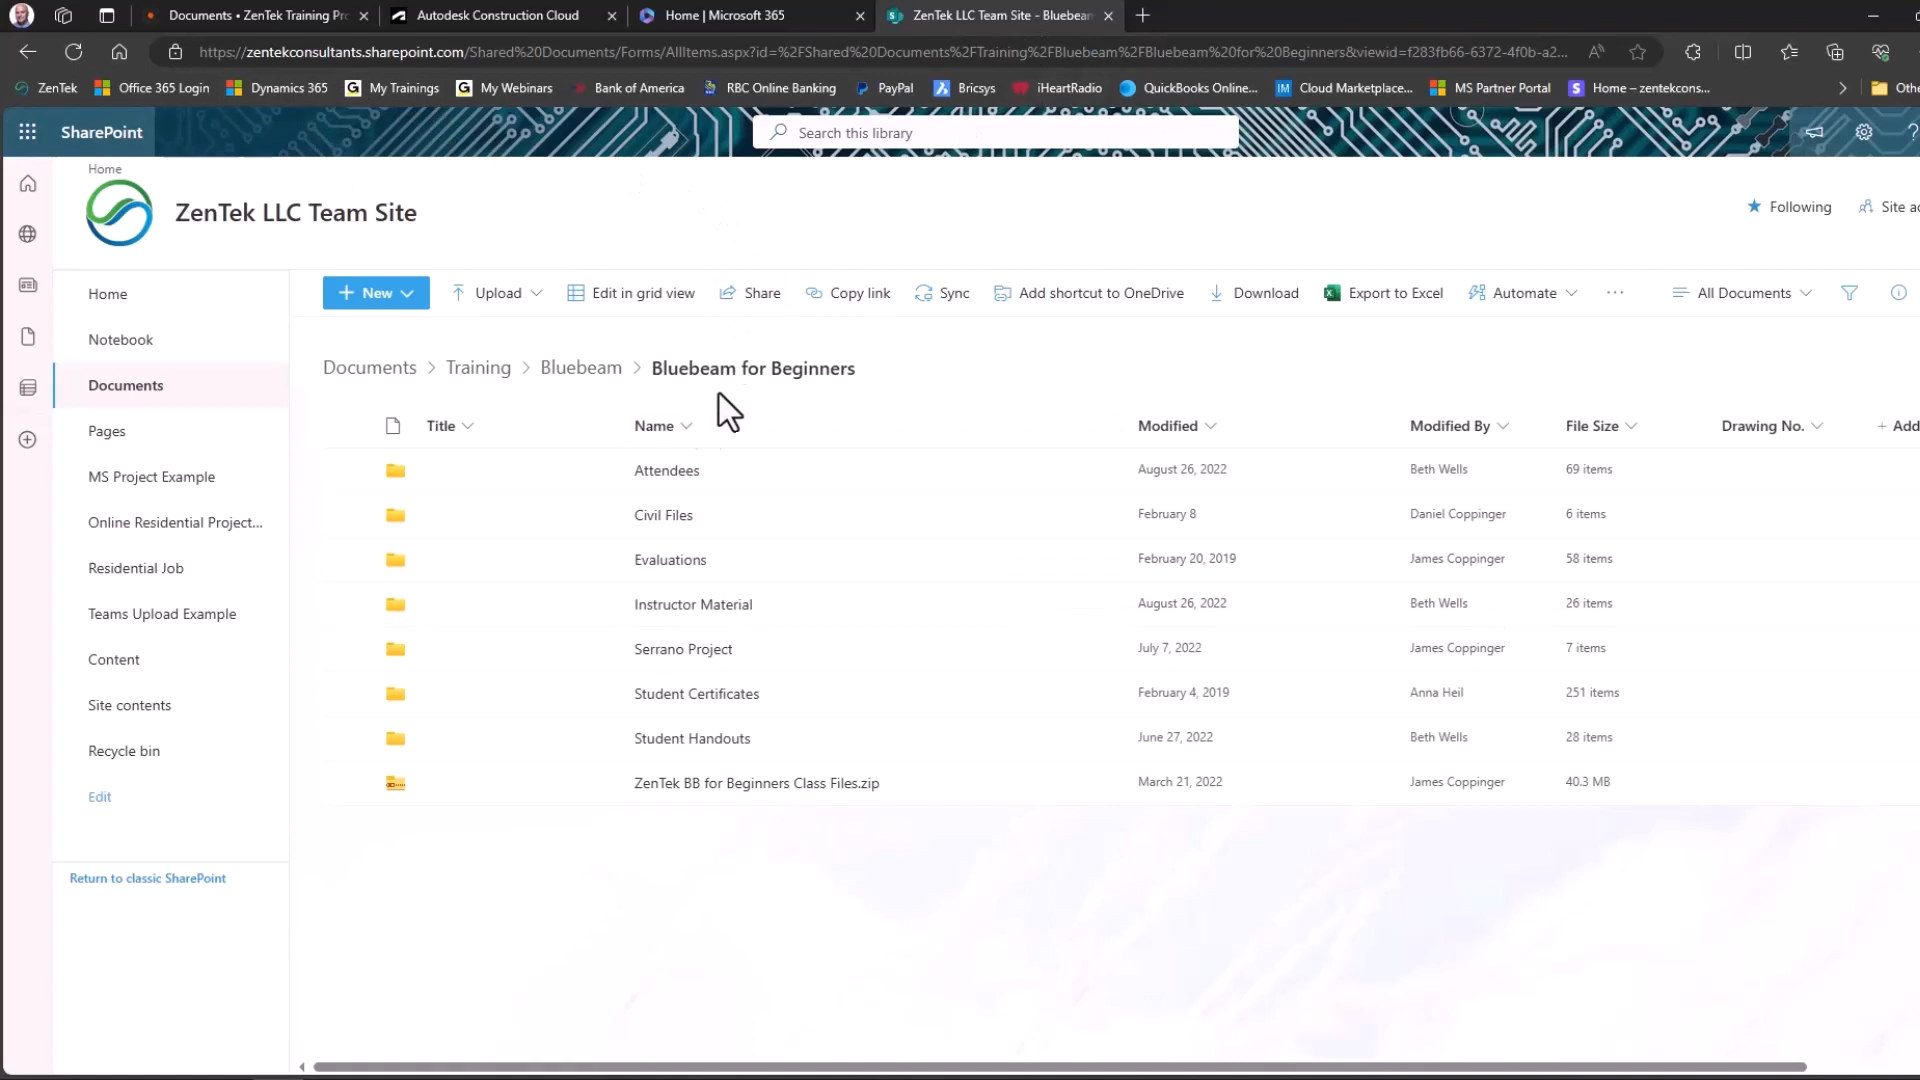 Documents • ZenTek Training Pro
Autodesk Construction Cloud
Home | Microsoft 365
ZenTek LLC Team Site - Bluebeam
https://zentekconsultants.sharepoint.com/Shared%20Documents/Forms/AllItems.aspx?id=%2FShared%20Documents%2FTraining%2FBluebeam%2FBluebeam%20for%20Beginners&viewid=f283fb66-6372-4f0b-a2...
ZenTek
Office 365 Login
Dynamics 365
My Trainings
My Webinars
Bank of America
RBC Online Banking
PayPal
Bricsys
iHeartRadio
QuickBooks Online...
Cloud Marketplace...
MS Partner Portal
Home – zentekcons...
SharePoint
Search this library
Home
ZenTek LLC Team Site
Following
Site
Home
Notebook
Documents
Pages
MS Project Example
Online Residential Project...
Residential Job
Teams Upload Example
Content
Site contents
Recycle bin
Edit
Return to classic SharePoint
+ New
Upload
Edit in grid view
Share
Copy link
Sync
Add shortcut to OneDrive
Download
Export to Excel
Automate
...
All Documents
Documents > Training > Bluebeam > Bluebeam for Beginners
Title Name Modified Modified By File Size Drawing No. + Add
Attendees August 26, 2022 Beth Wells 69 items
Civil Files February 8 Daniel Coppinger 6 items
Evaluations February 20, 2019 James Coppinger 58 items
Instructor Material August 26, 2022 Beth Wells 26 items
Serrano Project July 7, 2022 James Coppinger 7 items
Student Certificates February 4, 2019 Anna Heil 251 items
Student Handouts June 27, 2022 Beth Wells 28 items
ZenTek BB for Beginners Class Files.zip March 21, 2022 James Coppinger 40.3 MB